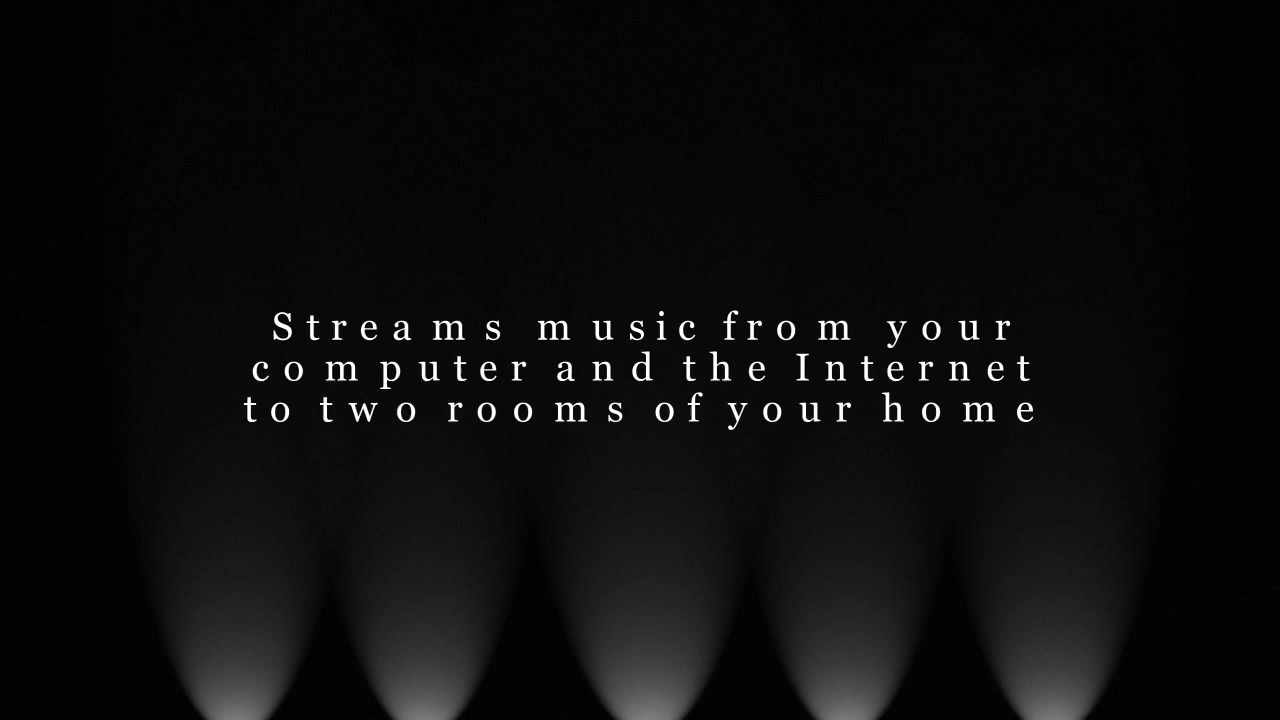 Streams music from your
computer and the Internet
to two rooms of your home